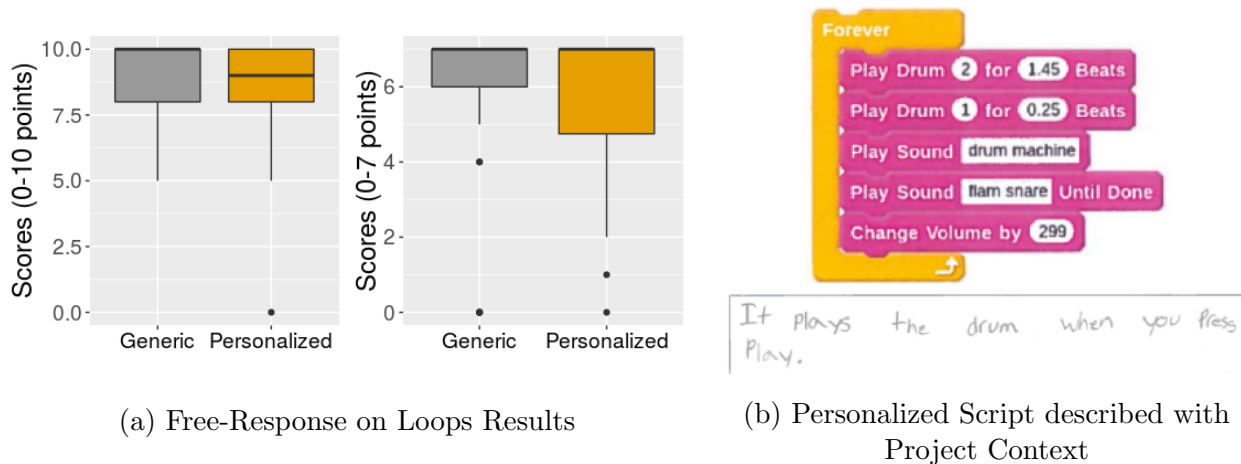 Scores (0-10 points)
10.0
7.5
5.0
2.5
0.0
Generic Personalized
Scores (0-7 points)
6
4
2
0
Generic Personalized
(a) Free-Response on Loops Results
Forever
Play Drum 2 for 1.45 Beats
Play Drum 1 for 0.25 Beats
Play Sound drum machine
Play Sound flam snare Until Done
Change Volume by 299
It plays the drum when you press
Play.
(b) Personalized Script described with
Project Context